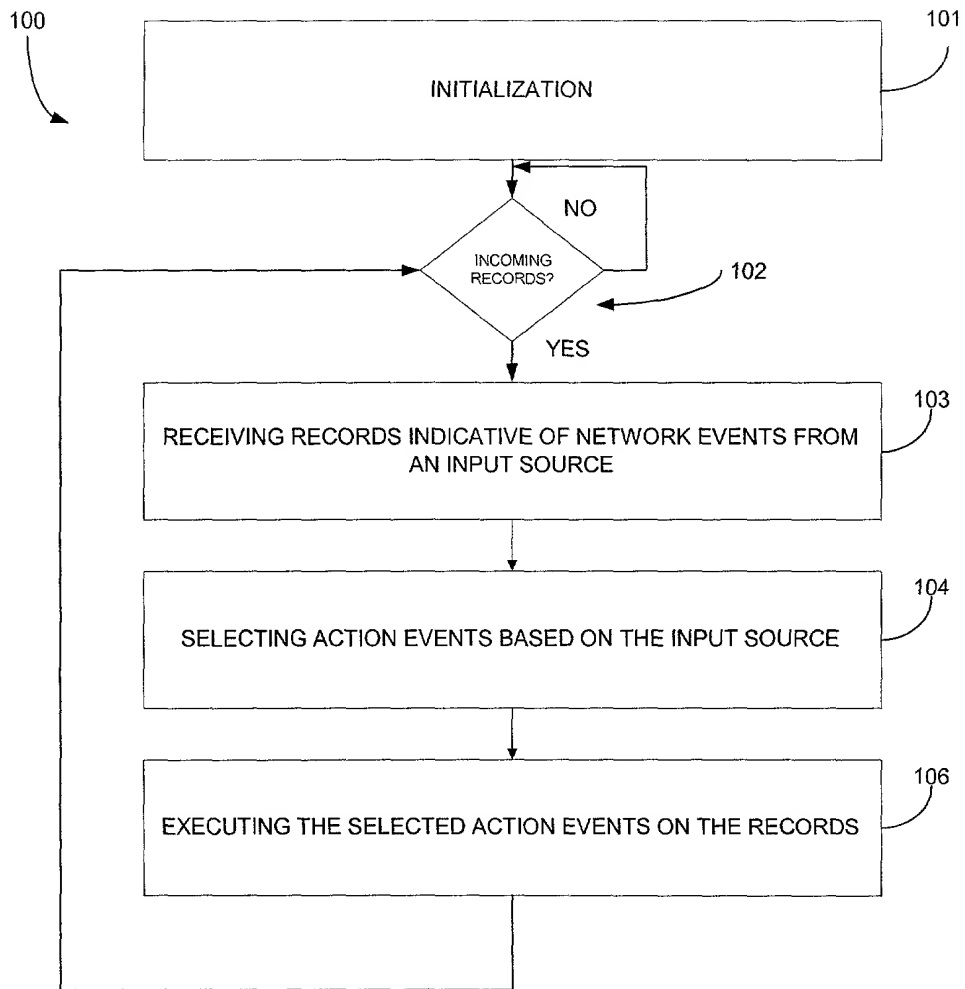 100
101
INITIALIZATION
NO
INCOMING
RECORDS?
102
YES
103
RECEIVING RECORDS INDICATIVE OF NETWORK EVENTS FROM
AN INPUT SOURCE
104
SELECTING ACTION EVENTS BASED ON THE INPUT SOURCE
106
EXECUTING THE SELECTED ACTION EVENTS ON THE RECORDS